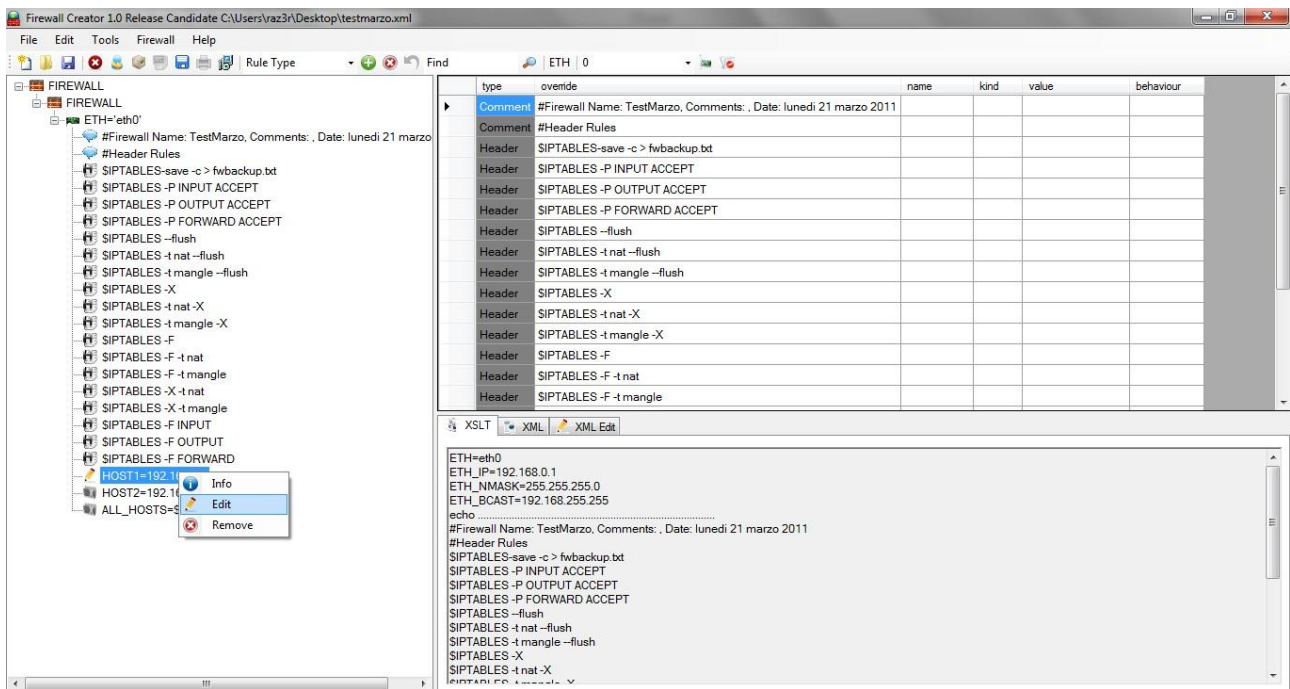 Firewall Creator 1.0 Release Candidate C:\Users\raz3r\Desktop\testmarzo.xml
File Edit Tools Firewall Help
Rule Type Find ETH 0
FIREWALL
FIREWALL
ETH='eth0'
#Firewall Name: TestMarzo, Comments: , Date: lunedì 21 marzo
#Header Rules
$IPTABLES-save -c > fwbackup.txt
$IPTABLES -P INPUT ACCEPT
$IPTABLES -P OUTPUT ACCEPT
$IPTABLES -P FORWARD ACCEPT
$IPTABLES --flush
$IPTABLES -t nat --flush
$IPTABLES -t mangle --flush
$IPTABLES -X
$IPTABLES -t nat -X
$IPTABLES -t mangle -X
$IPTABLES -F
$IPTABLES -F -t nat
$IPTABLES -F -t mangle
$IPTABLES -X -t nat
$IPTABLES -X -t mangle
$IPTABLES -F INPUT
$IPTABLES -F OUTPUT
$IPTABLES -F FORWARD
HOST1=192.16
HOST2=192.16
ALL_HOSTS=$
Info
Edit
Remove
type override name kind value behaviour
Comment #Firewall Name: TestMarzo, Comments: , Date: lunedì 21 marzo 2011
Comment #Header Rules
Header $IPTABLES-save -c > fwbackup.txt
Header $IPTABLES -P INPUT ACCEPT
Header $IPTABLES -P OUTPUT ACCEPT
Header $IPTABLES -P FORWARD ACCEPT
Header $IPTABLES --flush
Header $IPTABLES -t nat --flush
Header $IPTABLES -t mangle --flush
Header $IPTABLES -X
Header $IPTABLES -t nat -X
Header $IPTABLES -t mangle -X
Header $IPTABLES -F
Header $IPTABLES -F -t nat
Header $IPTABLES -F -t mangle
XSLT XML XML Edit
ETH=eth0
ETH_IP=192.168.0.1
ETH_NMASK=255.255.255.0
ETH_BCAST=192.168.255.255
echo ................................................................................
#Firewall Name: TestMarzo, Comments: , Date: lunedì 21 marzo 2011
#Header Rules
$IPTABLES-save -c > fwbackup.txt
$IPTABLES -P INPUT ACCEPT
$IPTABLES -P OUTPUT ACCEPT
$IPTABLES -P FORWARD ACCEPT
$IPTABLES --flush
$IPTABLES -t nat --flush
$IPTABLES -t mangle --flush
$IPTABLES -X
$IPTABLES -t nat -X
$IPTABLES -t mangle -X